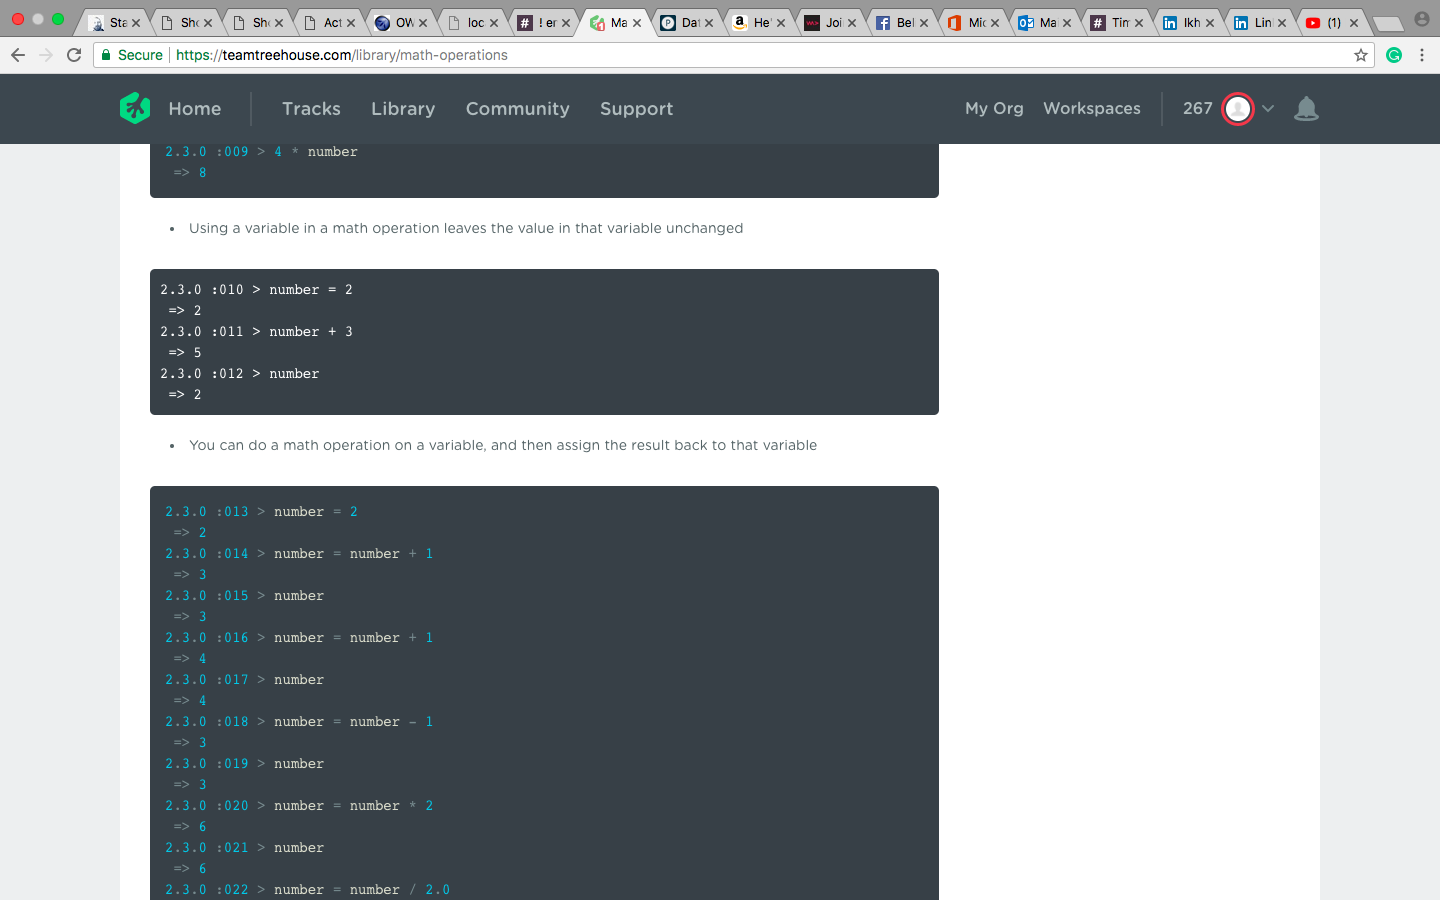 Sta
Sho
Sho
Act
OW
loc
! er
Ma
Dat
He'
Joi
Bel
Mic
Ma
Tim
Ikh
Lin
(1)
Secure https://teamtreehouse.com/library/math-operations
Home Tracks Library Community Support My Org Workspaces 267
2.3.0 :009 > 4 * number
=> 8
• Using a variable in a math operation leaves the value in that variable unchanged
2.3.0 :010 > number = 2
=> 2
2.3.0 :011 > number + 3
=> 5
2.3.0 :012 > number
=> 2
• You can do a math operation on a variable, and then assign the result back to that variable
2.3.0 :013 > number = 2
=> 2
2.3.0 :014 > number = number + 1
=> 3
2.3.0 :015 > number
=> 3
2.3.0 :016 > number = number + 1
=> 4
2.3.0 :017 > number
=> 4
2.3.0 :018 > number = number - 1
=> 3
2.3.0 :019 > number
=> 3
2.3.0 :020 > number = number * 2
=> 6
2.3.0 :021 > number
=> 6
2.3.0 :022 > number = number / 2.0